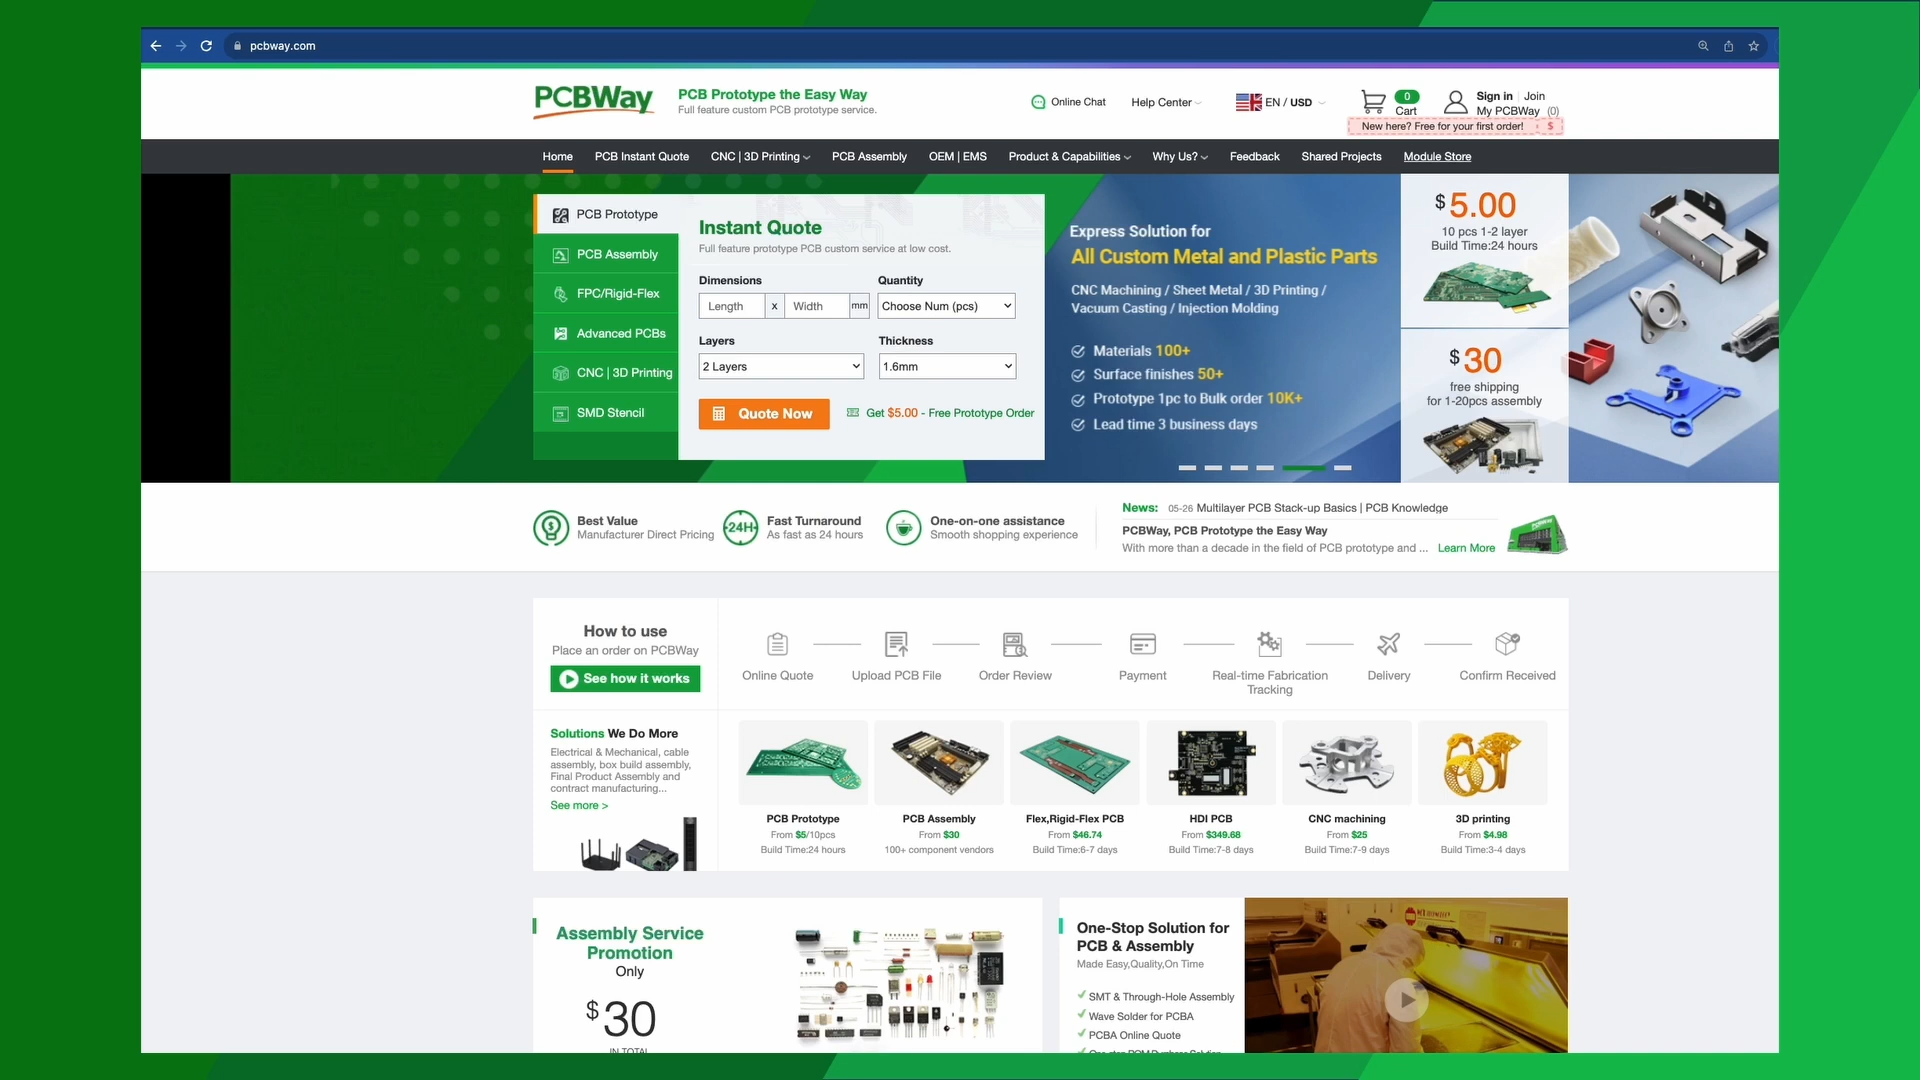 pcbway.com
PCBWay
PCB Prototype the Easy Way
Full feature custom PCB prototype service.
Online Chat
Help Center
EN / USD
0
Cart
Sign in | Join
My PCBWay (0)
New here? Free for your first order! $
Home
PCB Instant Quote
CNC | 3D Printing
PCB Assembly
OEM | EMS
Product & Capabilities
Why Us?
Feedback
Shared Projects
Module Store
PCB Prototype
PCB Assembly
FPC/Rigid-Flex
Advanced PCBs
CNC | 3D Printing
SMD Stencil
Instant Quote
Full feature prototype PCB custom service at low cost.
Dimensions
Length x Width mm
Quantity
Choose Num (pcs)
Layers
2 Layers
Thickness
1.6mm
Quote Now
Get $5.00 - Free Prototype Order
Express Solution for
All Custom Metal and Plastic Parts
CNC Machining / Sheet Metal / 3D Printing /
Vacuum Casting / Injection Molding
Materials 100+
Surface finishes 50+
Prototype 1pc to Bulk order 10K+
Lead time 3 business days
$5.00
10 pcs 1-2 layer
Build Time:24 hours
$30
free shipping
for 1-20pcs assembly
Best Value
Manufacturer Direct Pricing
24H
Fast Turnaround
As fast as 24 hours
One-on-one assistance
Smooth shopping experience
News: 05-26 Multilayer PCB Stack-up Basics | PCB Knowledge
PCBWay, PCB Prototype the Easy Way
With more than a decade in the field of PCB prototype and ... Learn More
How to use
Place an order on PCBWay
See how it works
Online Quote
Upload PCB File
Order Review
Payment
Real-time Fabrication
Tracking
Delivery
Confirm Received
Solutions We Do More
Electrical & Mechanical, cable
assembly, box build assembly,
Final Product Assembly and
contract manufacturing...
See more >
PCB Prototype
From $5/10pcs
Build Time:24 hours
PCB Assembly
From $30
100+ component vendors
Flex,Rigid-Flex PCB
From $46.74
Build Time:6-7 days
HDI PCB
From $349.68
Build Time:7-8 days
CNC machining
From $25
Build Time:7-9 days
3D printing
From $4.98
Build Time:3-4 days
Assembly Service
Promotion
Only
$30
IN TOTAL
One-Stop Solution for
PCB & Assembly
Made Easy,Quality,On Time
SMT & Through-Hole Assembly
Wave Solder for PCBA
PCBA Online Quote